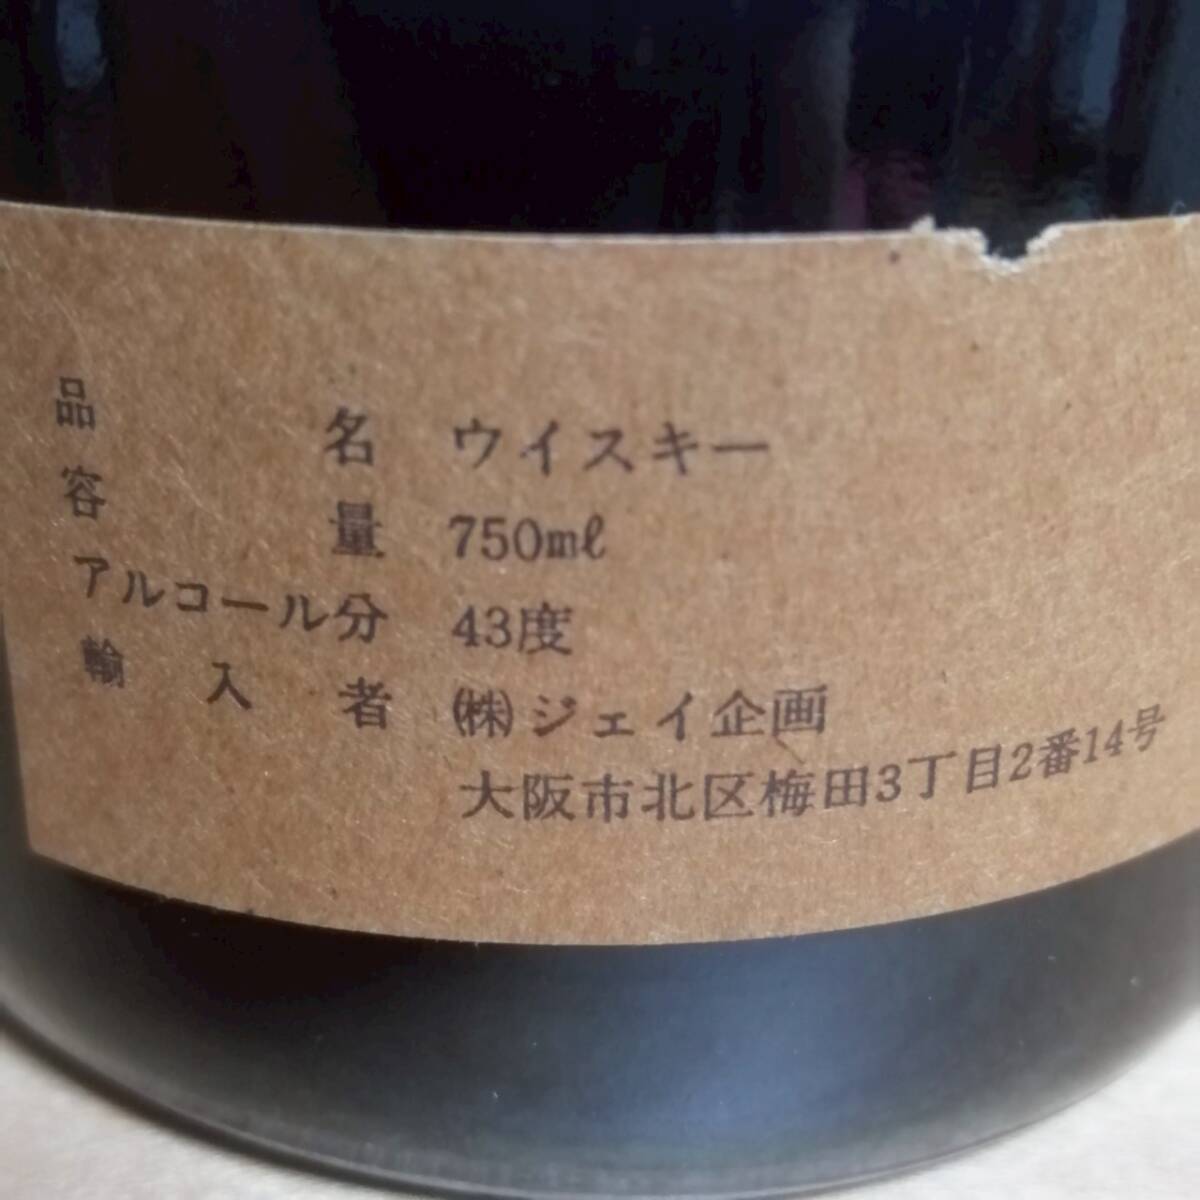 品名 ウイスキー
容量 750mℓ
アルコール分 43度
輸入者 ㈱ジェイ企画
大阪市北区梅田3丁目2番14号